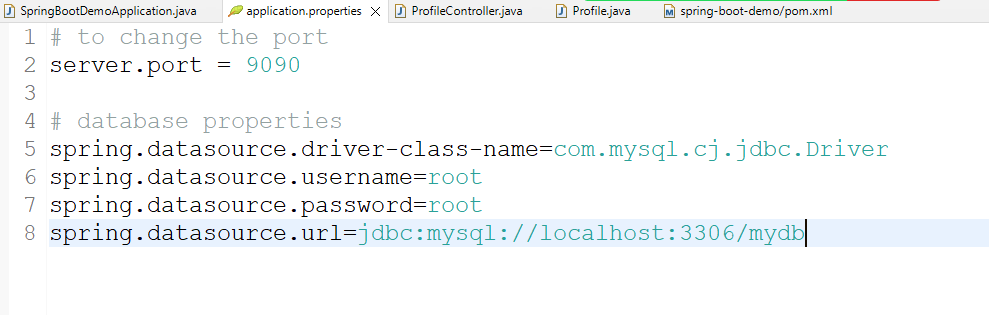 SpringBootDemoApplication.java application.properties ProfileController.java Profile.java spring-boot-demo/pom.xml
1 # to change the port
2 server.port = 9090
3
4 # database properties
5 spring.datasource.driver-class-name=com.mysql.cj.jdbc.Driver
6 spring.datasource.username=root
7 spring.datasource.password=root
8 spring.datasource.url=jdbc:mysql://localhost:3306/mydb